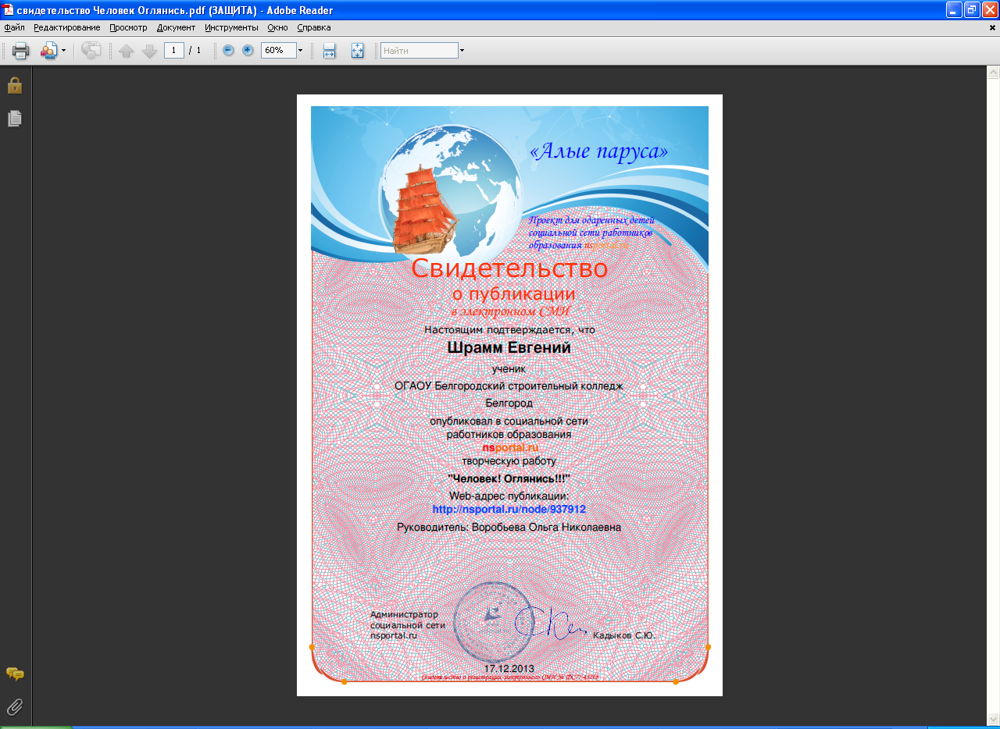 свидетельство Человек Оглянись.pdf (ЗАЩИТА) - Adobe Reader
Файл Редактирование Просмотр Документ Инструменты Окно Справка
1 / 1 60% Найти
«Алые паруса»
Проект для одаренных детей
социальной сети работников
образования nsportal.ru
Свидетельство
о публикации
в электронном СМИ
Настоящим подтверждается, что
Шрамм Евгений
ученик
ОГАОУ Белгородский строительный колледж
Белгород
опубликовал в социальной сети
работников образования
nsportal.ru
творческую работу
"Человек! Оглянись!!!"
Web-адрес публикации:
http://nsportal.ru/node/937912
Руководитель: Воробьева Ольга Николаевна
Администратор
социальной сети
nsportal.ru
Кадыков С.Ю.
17.12.2013
Свидетельство о регистрации электронного СМИ